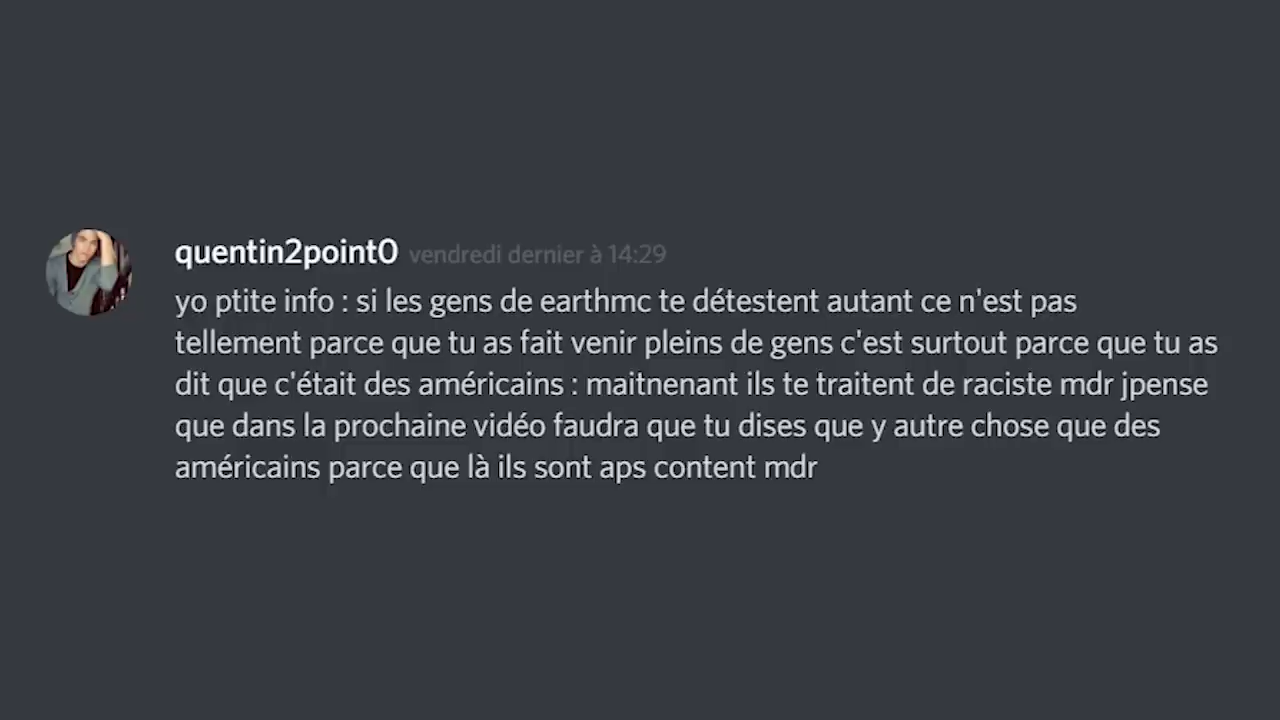 quentin2point0 vendredi dernier à 14:29
yo ptite info : si les gens de earthmc te détestent autant ce n'est pas
tellement parce que tu as fait venir pleins de gens c'est surtout parce que tu as
dit que c'était des américains : maitnenant ils te traitent de raciste mdr jpense
que dans la prochaine vidéo faudra que tu dises que y autre chose que des
américains parce que là ils sont aps content mdr